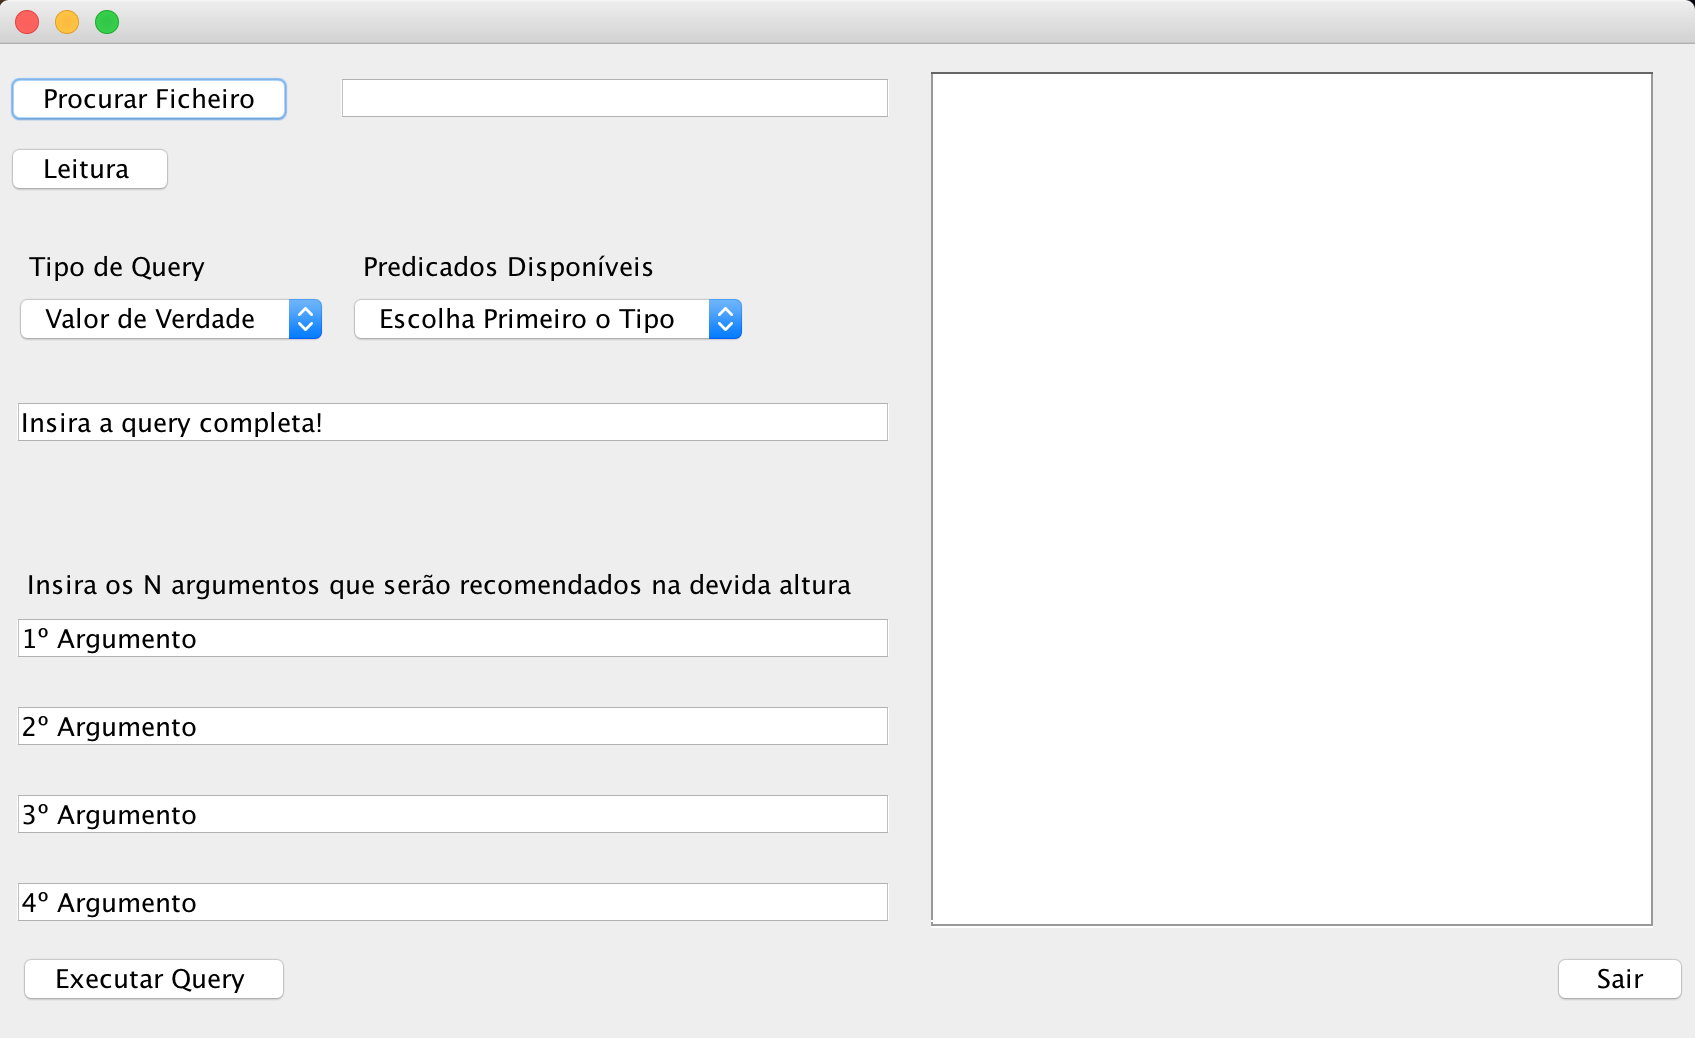 Procurar Ficheiro
Leitura
Tipo de Query
Predicados Disponíveis
Valor de Verdade
Escolha Primeiro o Tipo
Insira a query completa!
Insira os N argumentos que serão recomendados na devida altura
1º Argumento
2º Argumento
3º Argumento
4º Argumento
Executar Query
Sair